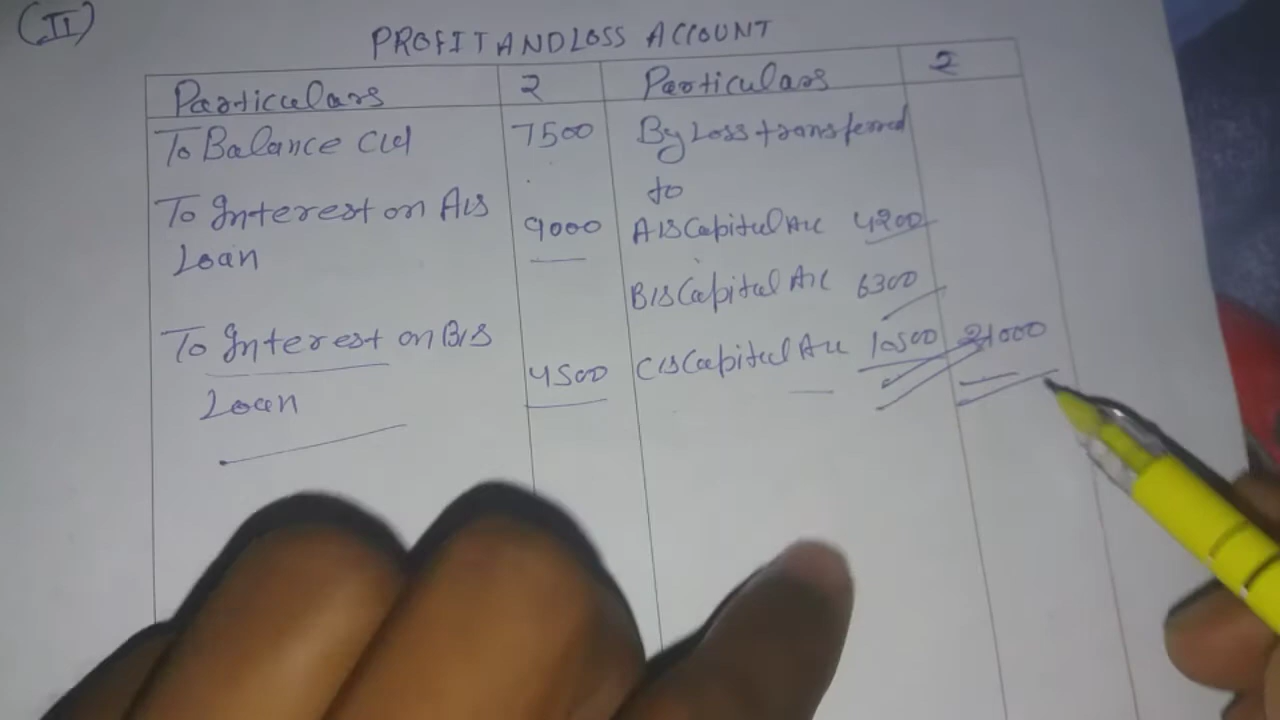 (II)
PROFIT AND LOSS ACCOUNT
Particulars ₹ Particulars ₹
To Balance C/d 7500 By Loss transferred
to
To Interest on A/s
Loan 9000 A/s Capital A/c 4200
B/s Capital A/c 6300
To Interest on B/s
Loan 4500 C/s Capital A/c 10500 21000